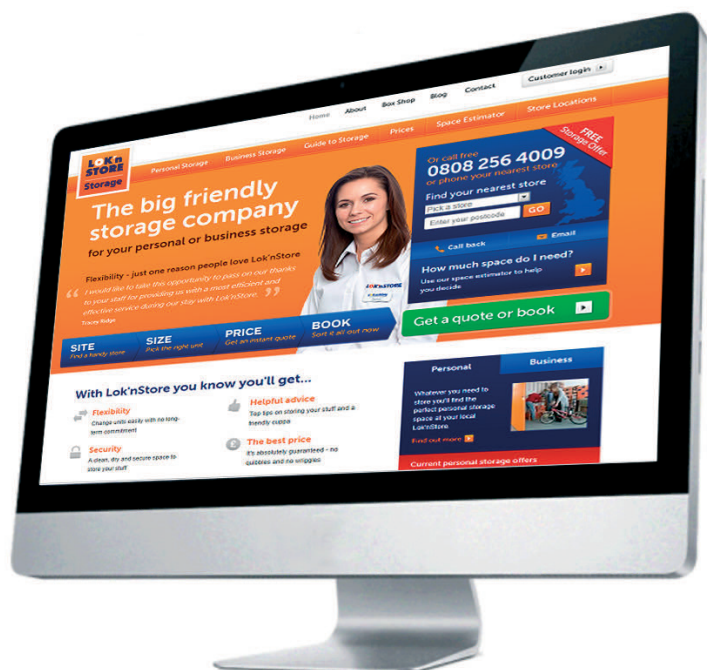 Home About Box Shop Blog Contact Customer login
LOK'n
STORE
Storage
Personal Storage Business Storage Guide to Storage Prices Space Estimator Store Locations
The big friendly
storage company
for your personal or business storage
Flexibility - just one reason people love Lok'nStore
“ I would like to take this opportunity to pass on our thanks
to your staff for providing us with a most efficient and
effective service during our stay with Lok'nStore. ”
Tracey Ridge
LOK'nSTORE
FREE
Storage Offer
Or call free
0808 256 4009
or phone your nearest store
Find your nearest store
Pick a store
Enter your postcode GO
Call back Email
How much space do I need?
Use our space estimator to help
you decide
SITE
Find a handy store
SIZE
Pick the right unit
PRICE
Get an instant quote
BOOK
Sort it all out now
Get a quote or book
With Lok'nStore you know you'll get...
Flexibility
Change units easily with no long-
term commitment
Helpful advice
Top tips on storing your stuff and a
friendly cuppa
Security
A clean, dry and secure space to
store your stuff
£
The best price
It's absolutely guaranteed - no
quibbles and no wriggles
Personal Business
Whatever you need to
store you'll find the
perfect personal storage
space at your local
Lok'nStore.
Find out more
Current personal storage offers